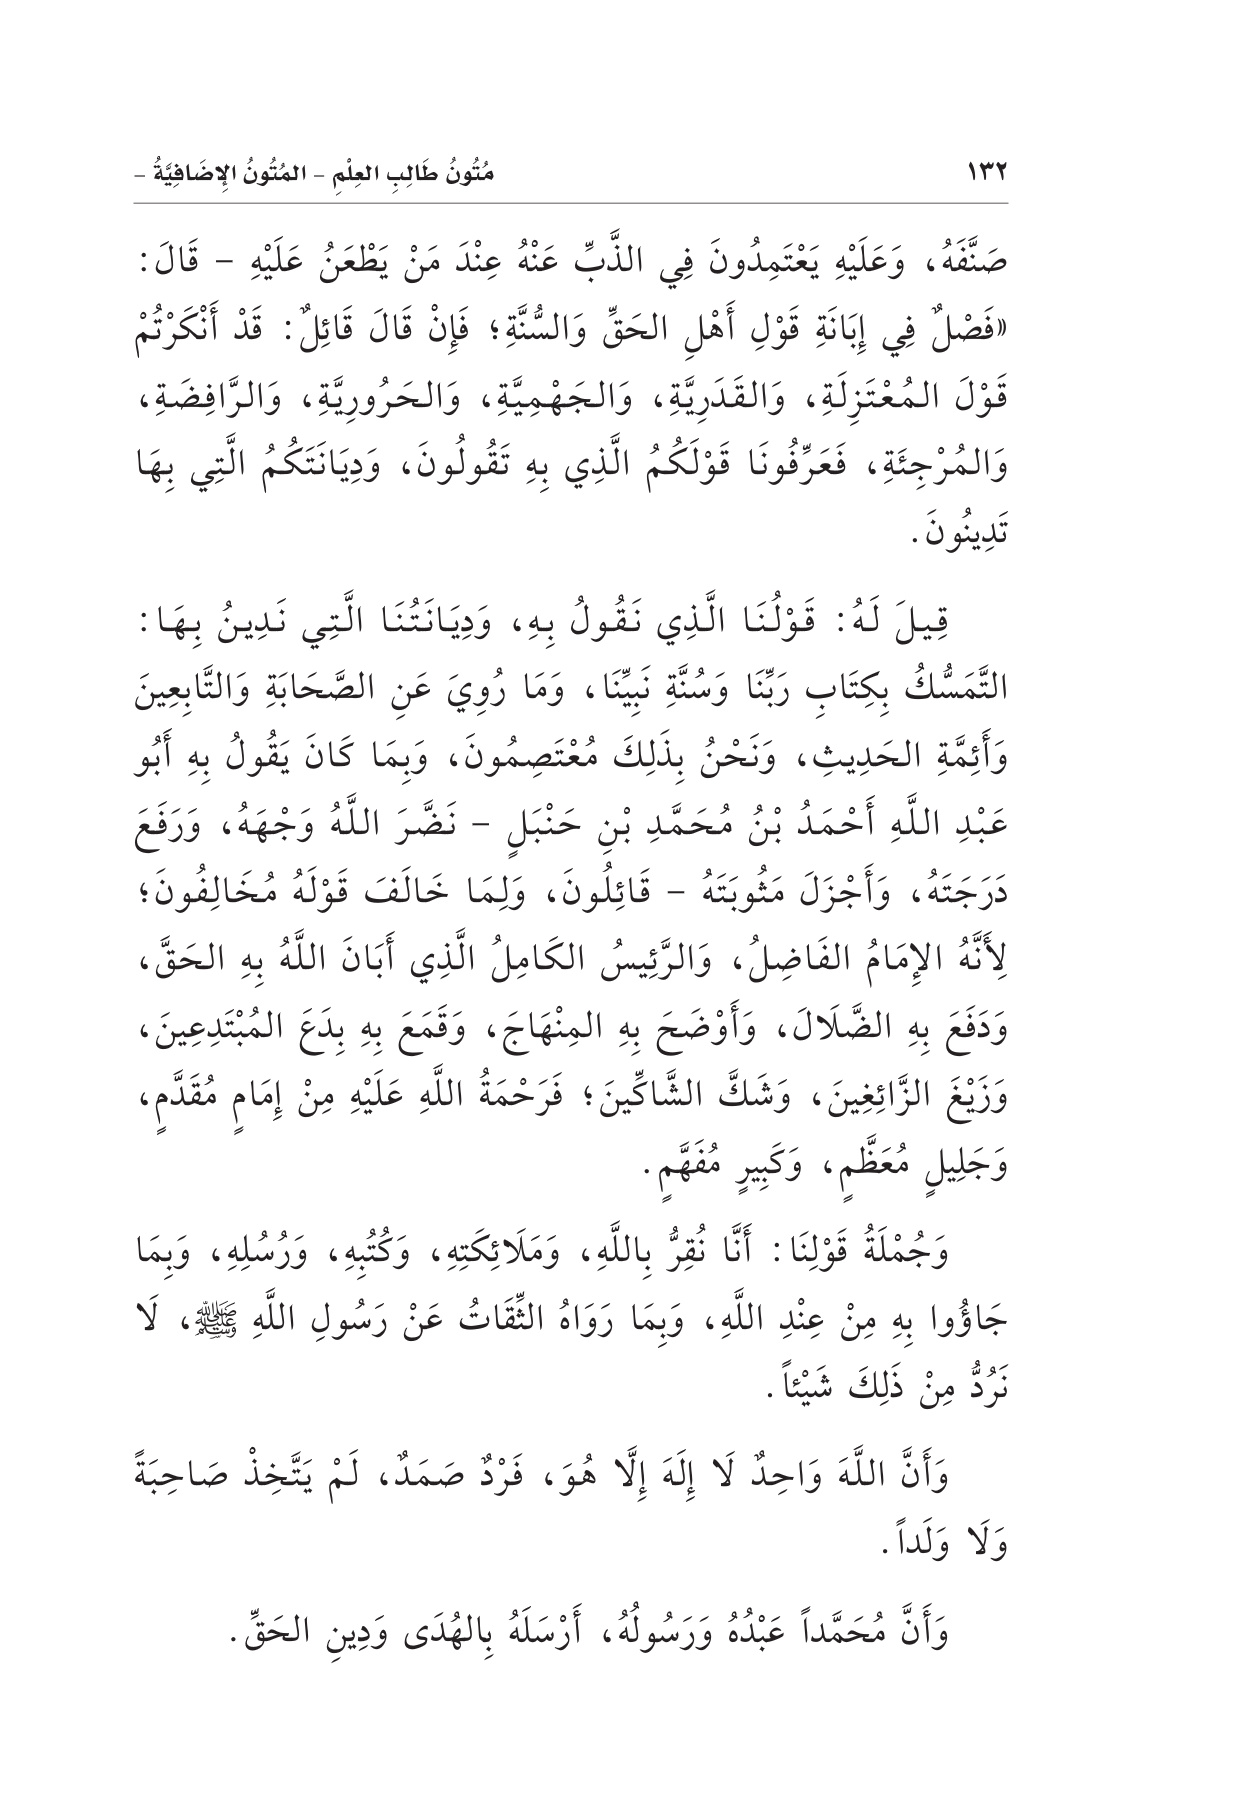 ١٣٢ مُتُونُ طَالِبِ العِلْمِ – المُتُونُ الإِضَافِيَّةُ –
صَنَّفَهُ، وَعَلَيْهِ يَعْتَمِدُونَ فِي الذَّبِّ عَنْهُ عِنْدَ مَنْ يَطْعَنُ عَلَيْهِ – قَالَ:
«فَصْلٌ فِي إِبَانَةِ قَوْلِ أَهْلِ الحَقِّ وَالسُّنَّةِ؛ فَإِنْ قَالَ قَائِلٌ: قَدْ أَنْكَرْتُمْ
قَوْلَ المُعْتَزِلَةِ، وَالقَدَرِيَّةِ، وَالجَهْمِيَّةِ، وَالحَرُورِيَّةِ، وَالرَّافِضَةِ،
وَالمُرْجِئَةِ، فَعَرِّفُونَا قَوْلَكُمُ الَّذِي بِهِ تَقُولُونَ، وَدِيَانَتَكُمُ الَّتِي بِهَا
تَدِينُونَ.
قِيلَ لَهُ: قَوْلُنَا الَّذِي نَقُولُ بِهِ، وَدِيَانَتُنَا الَّتِي نَدِينُ بِهَا:
التَّمَسُّكُ بِكِتَابِ رَبِّنَا وَسُنَّةِ نَبِيِّنَا، وَمَا رُوِيَ عَنِ الصَّحَابَةِ وَالتَّابِعِينَ
وَأَئِمَّةِ الحَدِيثِ، وَنَحْنُ بِذَلِكَ مُعْتَصِمُونَ، وَبِمَا كَانَ يَقُولُ بِهِ أَبُو
عَبْدِ اللَّهِ أَحْمَدُ بْنُ مُحَمَّدِ بْنِ حَنْبَلٍ – نَضَّرَ اللَّهُ وَجْهَهُ، وَرَفَعَ
دَرَجَتَهُ، وَأَجْزَلَ مَثُوبَتَهُ – قَائِلُونَ، وَلِمَا خَالَفَ قَوْلَهُ مُخَالِفُونَ؛
لِأَنَّهُ الإِمَامُ الفَاضِلُ، وَالرَّئِيسُ الكَامِلُ الَّذِي أَبَانَ اللَّهُ بِهِ الحَقَّ،
وَدَفَعَ بِهِ الضَّلَالَ، وَأَوْضَحَ بِهِ المِنْهَاجَ، وَقَمَعَ بِهِ بِدَعَ المُبْتَدِعِينَ،
وَزَيْغَ الزَّائِغِينَ، وَشَكَّ الشَّاكِّينَ؛ فَرَحْمَةُ اللَّهِ عَلَيْهِ مِنْ إِمَامٍ مُقَدَّمٍ،
وَجَلِيلٍ مُعَظَّمٍ، وَكَبِيرٍ مُفَهَّمٍ.
وَجُمْلَةُ قَوْلِنَا: أَنَّا نُقِرُّ بِاللَّهِ، وَمَلَائِكَتِهِ، وَكُتُبِهِ، وَرُسُلِهِ، وَبِمَا
جَاؤُوا بِهِ مِنْ عِنْدِ اللَّهِ، وَبِمَا رَوَاهُ الثِّقَاتُ عَنْ رَسُولِ اللَّهِ ﷺ، لَا
نَرُدُّ مِنْ ذَلِكَ شَيْئاً.
وَأَنَّ اللَّهَ وَاحِدٌ لَا إِلَهَ إِلَّا هُوَ، فَرْدٌ صَمَدٌ، لَمْ يَتَّخِذْ صَاحِبَةً
وَلَا وَلَداً.
وَأَنَّ مُحَمَّداً عَبْدُهُ وَرَسُولُهُ، أَرْسَلَهُ بِالهُدَى وَدِينِ الحَقِّ.